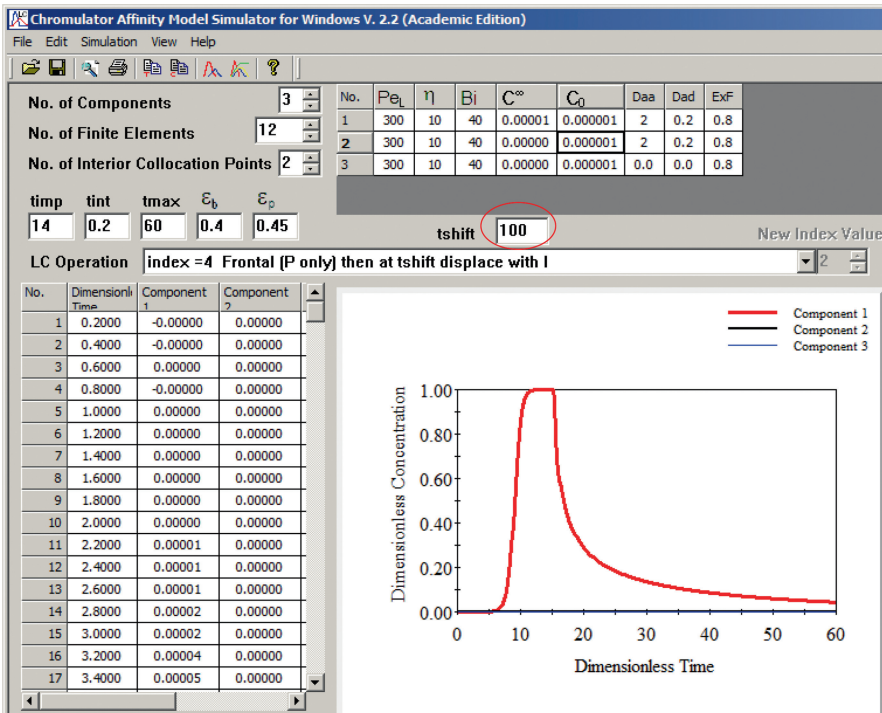 Chromulator Affinity Model Simulator for Windows V. 2.2 (Academic Edition)
File Edit Simulation View Help
No. of Components 3
No. of Finite Elements 12
No. of Interior Collocation Points 2
No. Pe_L η Bi C^∞ C_0 Daa Dad ExF
1 300 10 40 0.00001 0.000001 2 0.2 0.8
2 300 10 40 0.00000 0.000001 2 0.2 0.8
3 300 10 40 0.00000 0.000001 0.0 0.0 0.8
timp tint tmax ε_b ε_p
14 0.2 60 0.4 0.45
tshift 100
New Index Value
LC Operation index =4 Frontal (P only) then at tshift displace with I 2
No. Dimensionl Time Component 1 Component 2
1 0.2000 -0.00000 0.00000
2 0.4000 -0.00000 0.00000
3 0.6000 0.00000 0.00000
4 0.8000 -0.00000 0.00000
5 1.0000 0.00000 0.00000
6 1.2000 0.00000 0.00000
7 1.4000 0.00000 0.00000
8 1.6000 0.00000 0.00000
9 1.8000 0.00000 0.00000
10 2.0000 0.00000 0.00000
11 2.2000 0.00001 0.00000
12 2.4000 0.00001 0.00000
13 2.6000 0.00001 0.00000
14 2.8000 0.00002 0.00000
15 3.0000 0.00002 0.00000
16 3.2000 0.00004 0.00000
17 3.4000 0.00005 0.00000
Component 1
Component 2
Component 3
Dimensionless Concentration
1.00
0.80
0.60
0.40
0.20
0.00
0 10 20 30 40 50 60
Dimensionless Time